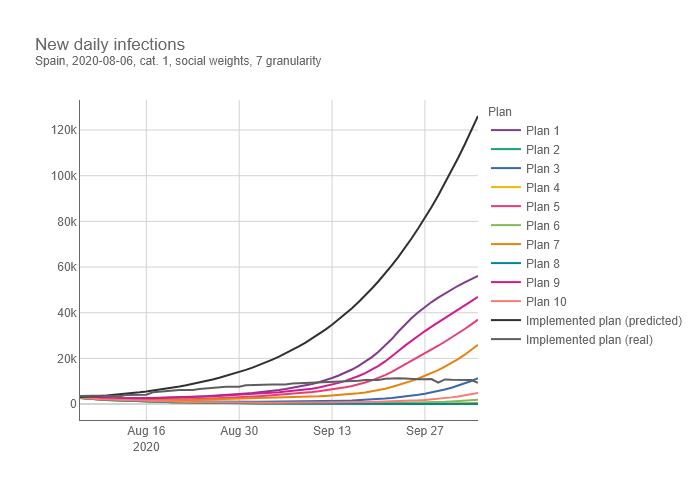 New daily infections
Spain, 2020-08-06, cat. 1, social weights, 7 granularity
120k
100k
80k
60k
40k
20k
0
Aug 16
2020
Aug 30
Sep 13
Sep 27
Plan
Plan 1
Plan 2
Plan 3
Plan 4
Plan 5
Plan 6
Plan 7
Plan 8
Plan 9
Plan 10
Implemented plan (predicted)
Implemented plan (real)